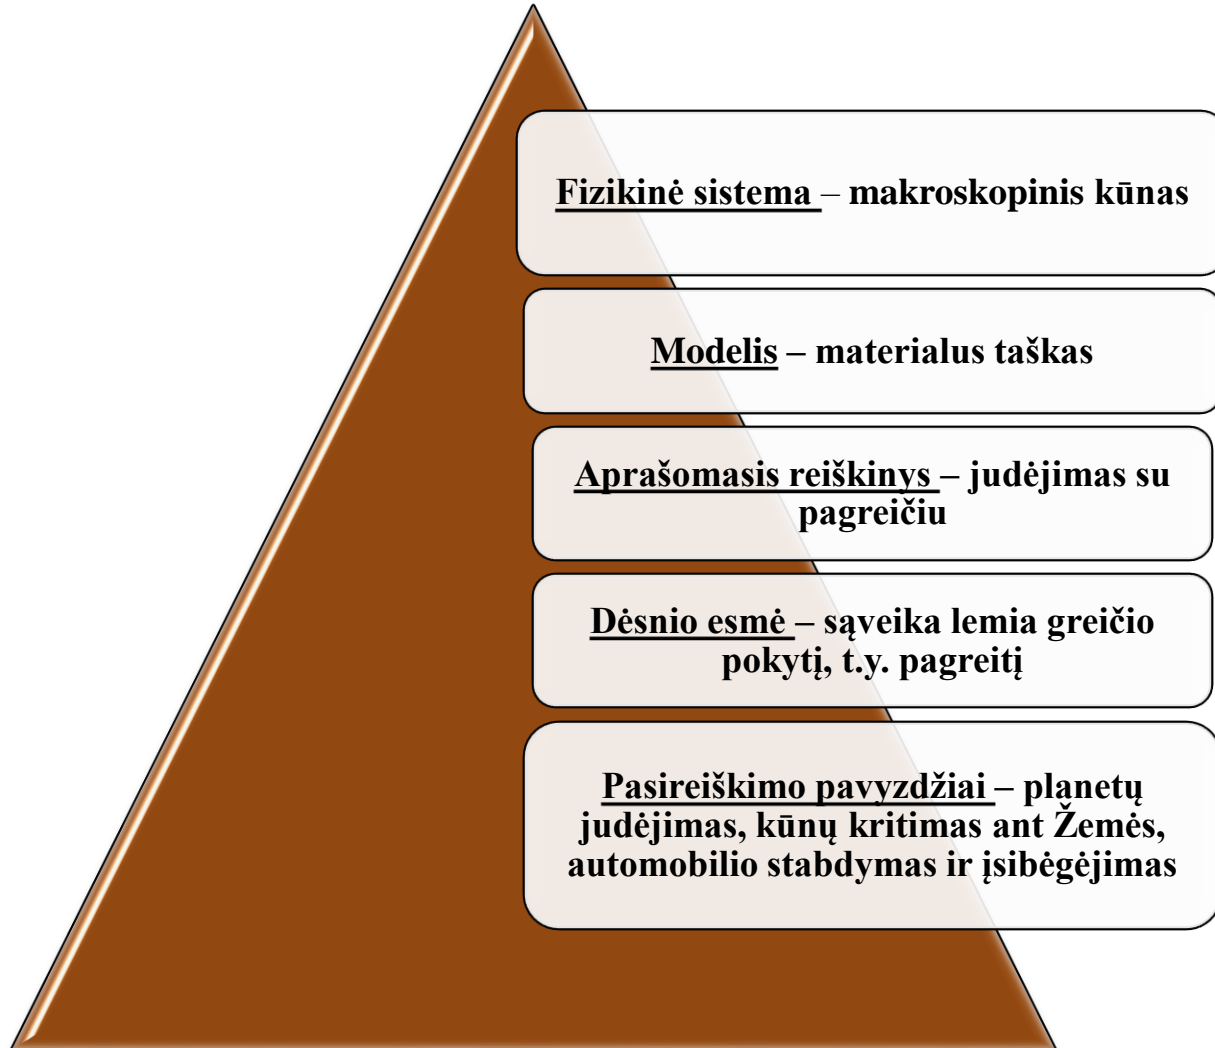 Fizikinė sistema – makroskopinis kūnas
Modelis – materialus taškas
Aprašomasis reiškinys – judėjimas su
pagreičiu
Dėsnio esmė – sąveika lemia greičio
pokytį, t.y. pagreitį
Pasireiškimo pavyzdžiai – planetų
judėjimas, kūnų kritimas ant Žemės,
automobilio stabdymas ir įsibėgėjimas